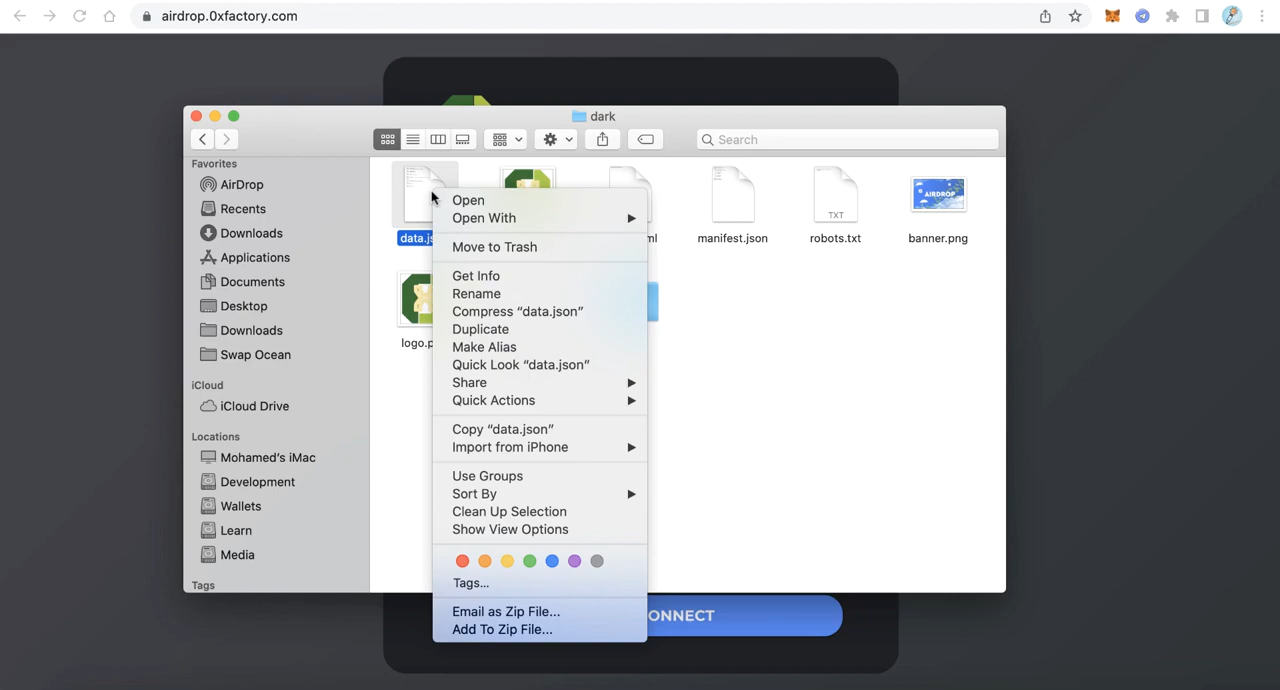 airdrop.0xfactory.com
dark
Search
Favorites
AirDrop
Recents
Downloads
Applications
Documents
Desktop
Downloads
Swap Ocean
iCloud
iCloud Drive
Locations
Mohamed's iMac
Development
Wallets
Learn
Media
Tags
data.js
ml
manifest.json
TXT
robots.txt
AIRDROP
banner.png
logo.p
Open
Open With
Move to Trash
Get Info
Rename
Compress “data.json”
Duplicate
Make Alias
Quick Look “data.json”
Share
Quick Actions
Copy “data.json”
Import from iPhone
Use Groups
Sort By
Clean Up Selection
Show View Options
Tags...
Email as Zip File...
Add To Zip File...
ONNECT